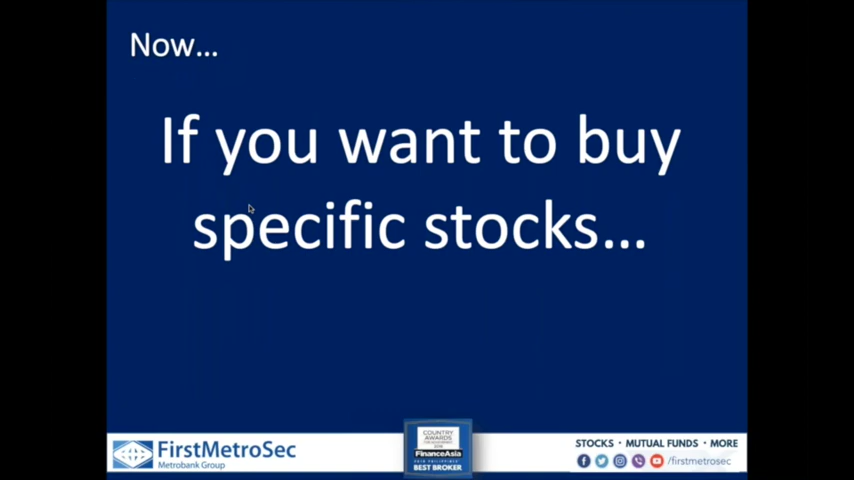 Now...
If you want to buy
specific stocks...
FirstMetroSec
Metrobank Group
COUNTRY
AWARDS
FinanceAsia
BEST BROKER
STOCKS • MUTUAL FUNDS • MORE
/firstmetrosec